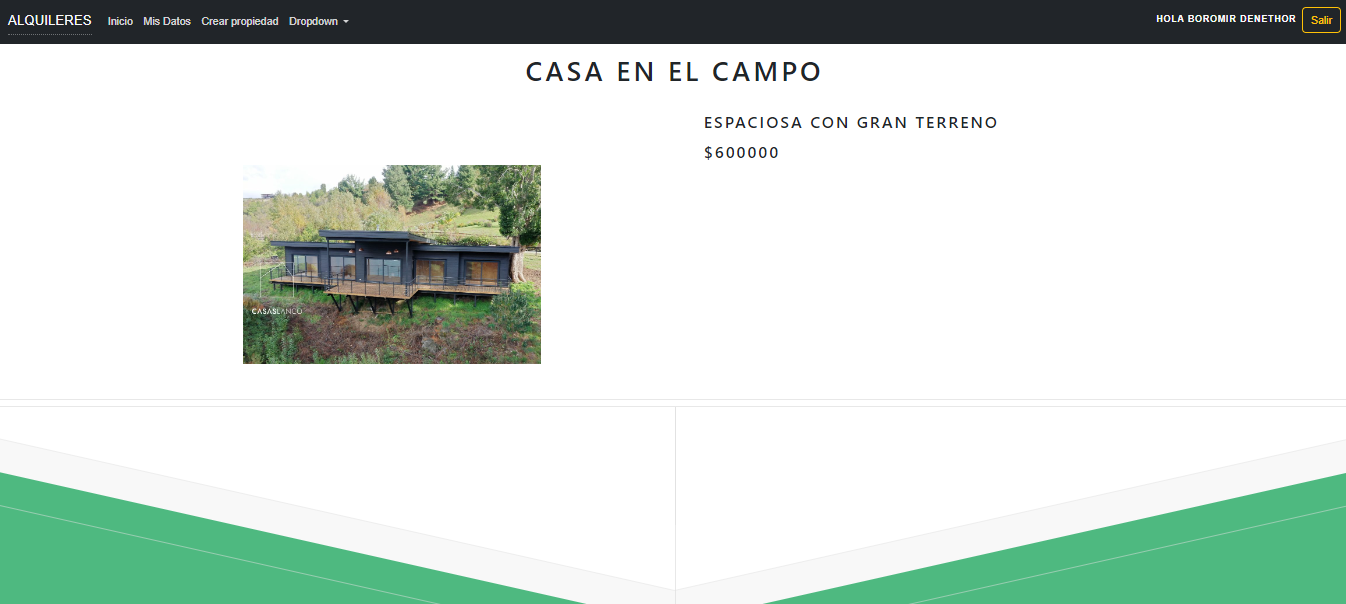 ALQUILERES Inicio Mis Datos Crear propiedad Dropdown HOLA BOROMIR DENETHOR Salir
CASA EN EL CAMPO
ESPACIOSA CON GRAN TERRENO
$600000
CASASLANCO